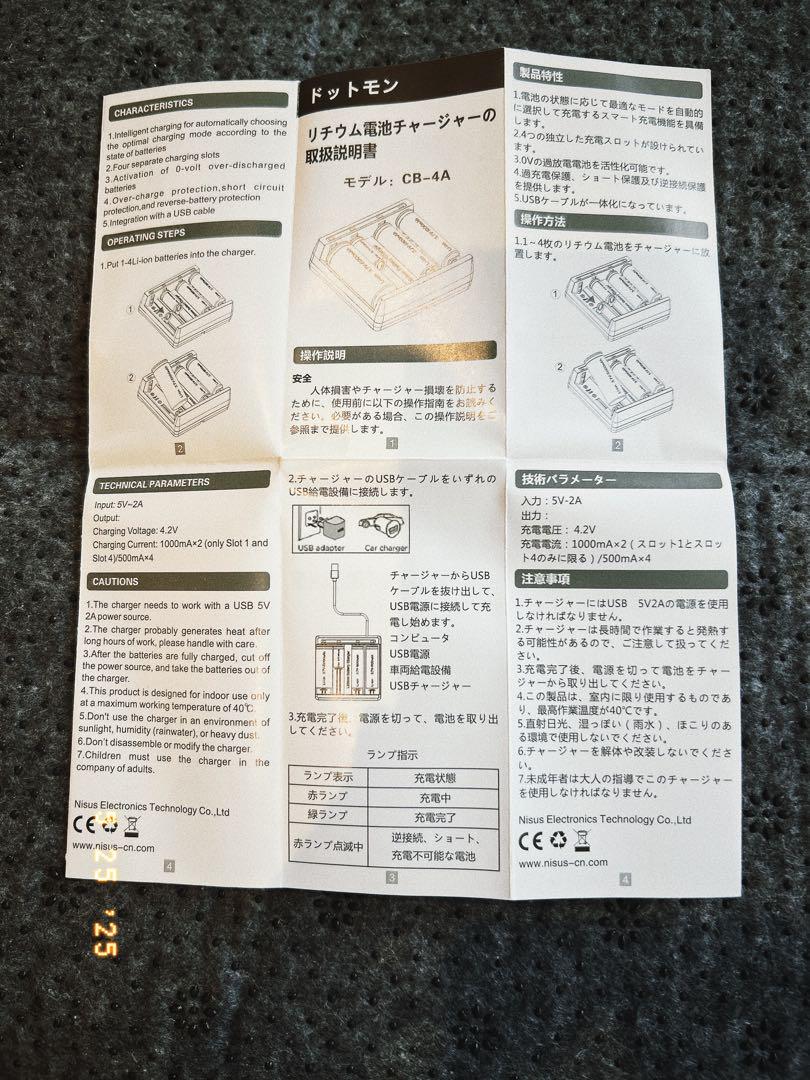 CHARACTERISTICS
1.Intelligent charging for automatically choosing
the optimal charging mode according to the
state of batteries
2.Four separate charging slots
3.Activation of 0-volt over-discharged
batteries
4.Over-charge protection,short circuit
protection,and reverse-battery protection
5.Integration with a USB cable
OPERATING STEPS
1.Put 1-4Li-ion batteries into the charger.
1
2
2
ドットモン
リチウム電池チャージャーの
取扱説明書
モデル: CB-4A
操作説明
安全
人体損害やチャージャー損壊を防止する
ために、使用前に以下の操作指南をお読みく
ださい。必要がある場合、この操作説明をご
参照まで提供します。
1
製品特性
1.電池の状態に応じて最適なモードを自動的
に選択して充電するスマート充電機能を具備
します。
2.4つの独立した充電スロットが設けられてい
ます。
3.0Vの過放電電池を活性化可能です。
4.過充電保護、ショート保護及び逆接続保護
を提供します。
5.USBケーブルが一体化になっています。
操作方法
1.1~4枚のリチウム電池をチャージャーに放
置します。
1
2
2
TECHNICAL PARAMETERS
Input: 5V~2A
Output:
Charging Voltage: 4.2V
Charging Current: 1000mA×2 (only Slot 1 and
Slot 4)/500mA×4
CAUTIONS
1.The charger needs to work with a USB 5V
2A power source.
2.The charger probably generates heat after
long hours of work, please handle with care.
3.After the batteries are fully charged, cut off
the power source, and take the batteries out of
the charger.
4.This product is designed for indoor use only
at a maximum working temperature of 40℃.
5.Don't use the charger in an environment of
sunlight, humidity (rainwater), or heavy dust.
6.Don't disassemble or modify the charger.
7.Children must use the charger in the
company of adults.
Nisus Electronics Technology Co.,Ltd
CE
www.nisus-cn.com
4
2.チャージャーのUSBケーブルをいずれの
USB給電設備に接続します。
USB adapter Car charger
チャージャーからUSB
ケーブルを抜け出して、
USB電源に接続して充
電し始めます。
コンピュータ
USB電源
車両給電設備
USBチャージャー
3.充電完了後、電源を切って、電池を取り出
してください。
ランプ指示
ランプ表示 充電状態
赤ランプ 充電中
緑ランプ 充電完了
赤ランプ点滅中 逆接続、ショート、
充電不可能な電池
3
技術パラメーター
入力：5V-2A
出力：
充電電圧： 4.2V
充電電流：1000mA×2（スロット1とスロッ
ト4のみに限る）/500mA×4
注意事項
1.チャージャーにはUSB 5V2Aの電源を使用
しなければなりません。
2.チャージャーは長時間で作業すると発熱す
る可能性があるので、ご注意して扱ってくだ
さい。
3.充電完了後、電源を切って電池をチャー
ジャーから取り出してください。
4.この製品は、室内に限り使用するものであ
り、最高作業温度が40℃です。
5.直射日光、湿っぽい（雨水）、ほこりのあ
る環境で使用しないでください。
6.チャージャーを解体や改装しないでくださ
い。
7.未成年者は大人の指導でこのチャージャー
を使用しなければなりません。
Nisus Electronics Technology Co.,Ltd
CE
www.nisus-cn.com
4
25 '25